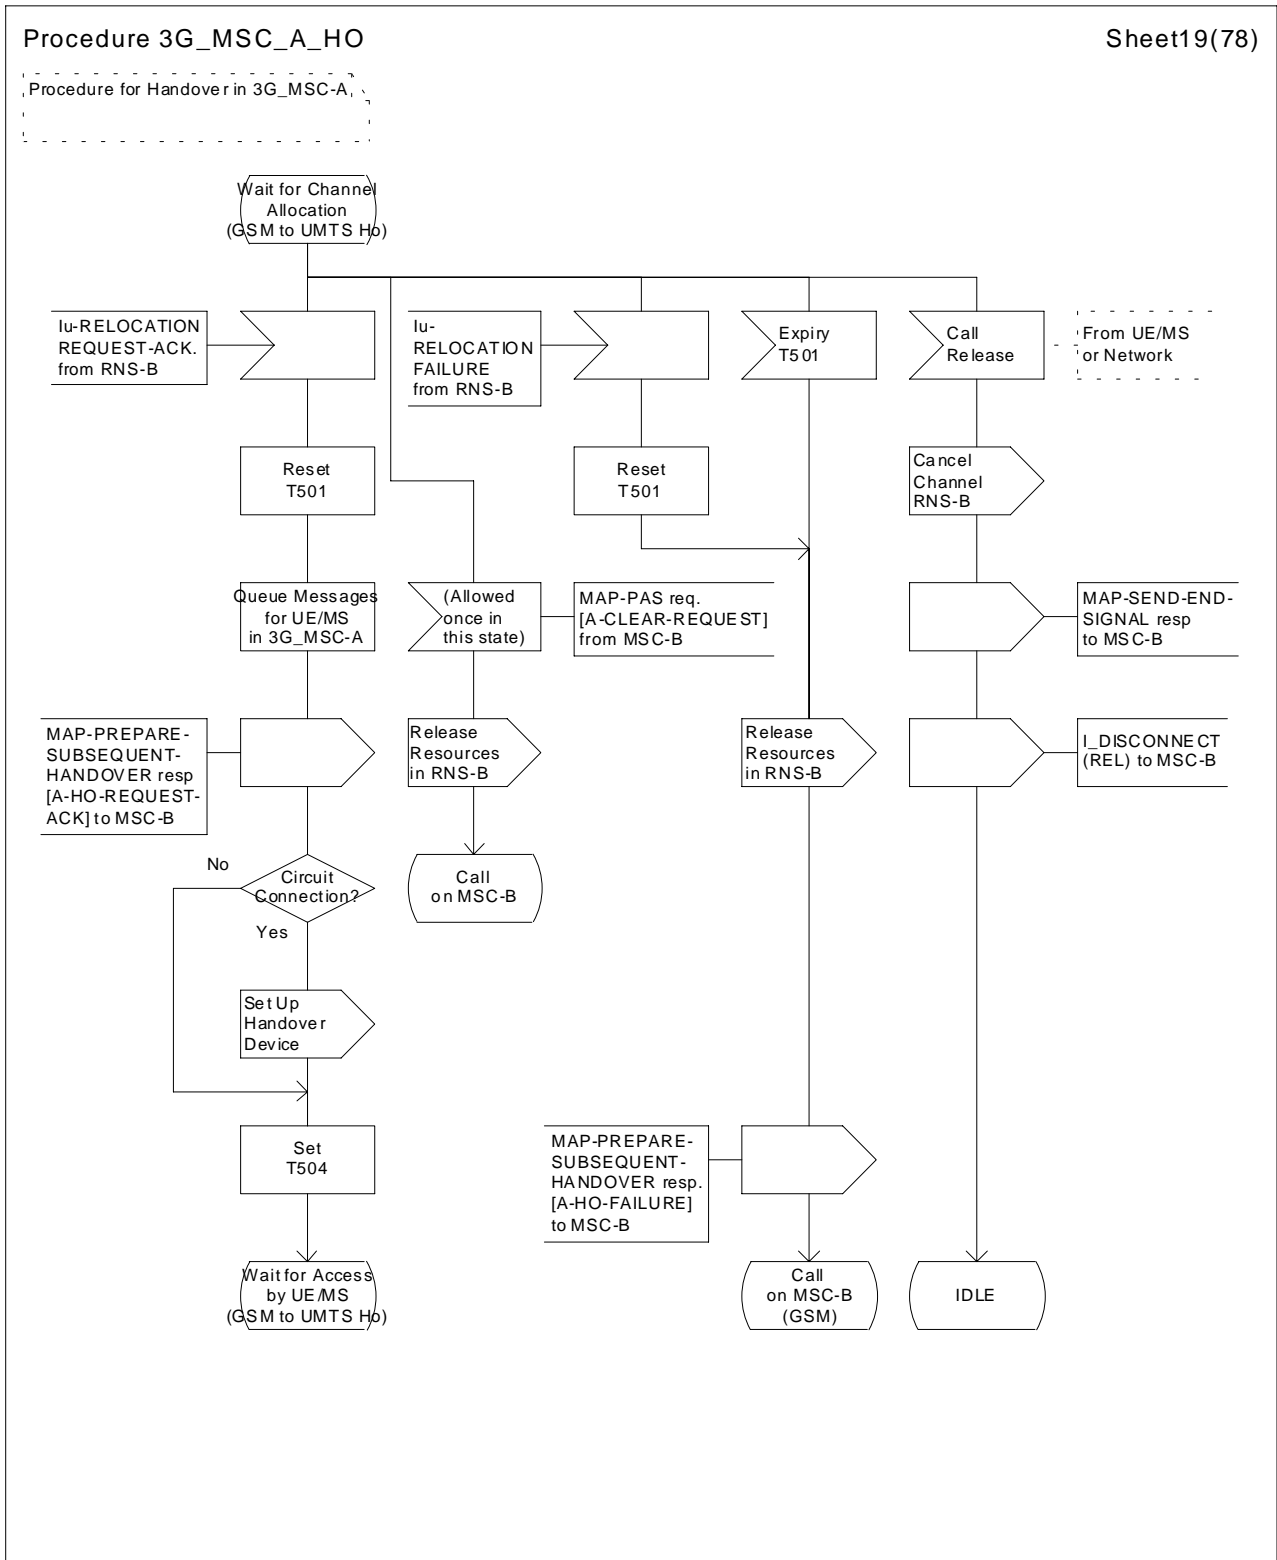 Procedure 3G_MSC_A_HO
Sheet19(78)
Procedure for Handover in 3G_MSC-A
Wait for Channel
Allocation
(GSM to UMTS Ho)
Iu-RELOCATION
REQUEST-ACK.
from RNS-B
Iu-
RELOCATION
FAILURE
from RNS-B
Expiry
T501
Call
Release
From UE/MS
or Network
Reset
T501
Reset
T501
Cancel
Channel
RNS-B
Queue Messages
for UE/MS
in 3G_MSC-A
(Allowed
once in
this state)
MAP-PAS req.
[A-CLEAR-REQUEST]
from MSC-B
MAP-SEND-END-
SIGNAL resp
to MSC-B
MAP-PREPARE-
SUBSEQUENT-
HANDOVER resp
[A-HO-REQUEST-
ACK] to MSC-B
Release
Resources
in RNS-B
Release
Resources
in RNS-B
I_DISCONNECT
(REL) to MSC-B
No
Circuit
Connection?
Yes
Call
on MSC-B
Set Up
Handover
Device
Set
T504
MAP-PREPARE-
SUBSEQUENT-
HANDOVER resp.
[A-HO-FAILURE]
to MSC-B
Wait for Access
by UE/MS
(GSM to UMTS Ho)
Call
on MSC-B
(GSM)
IDLE